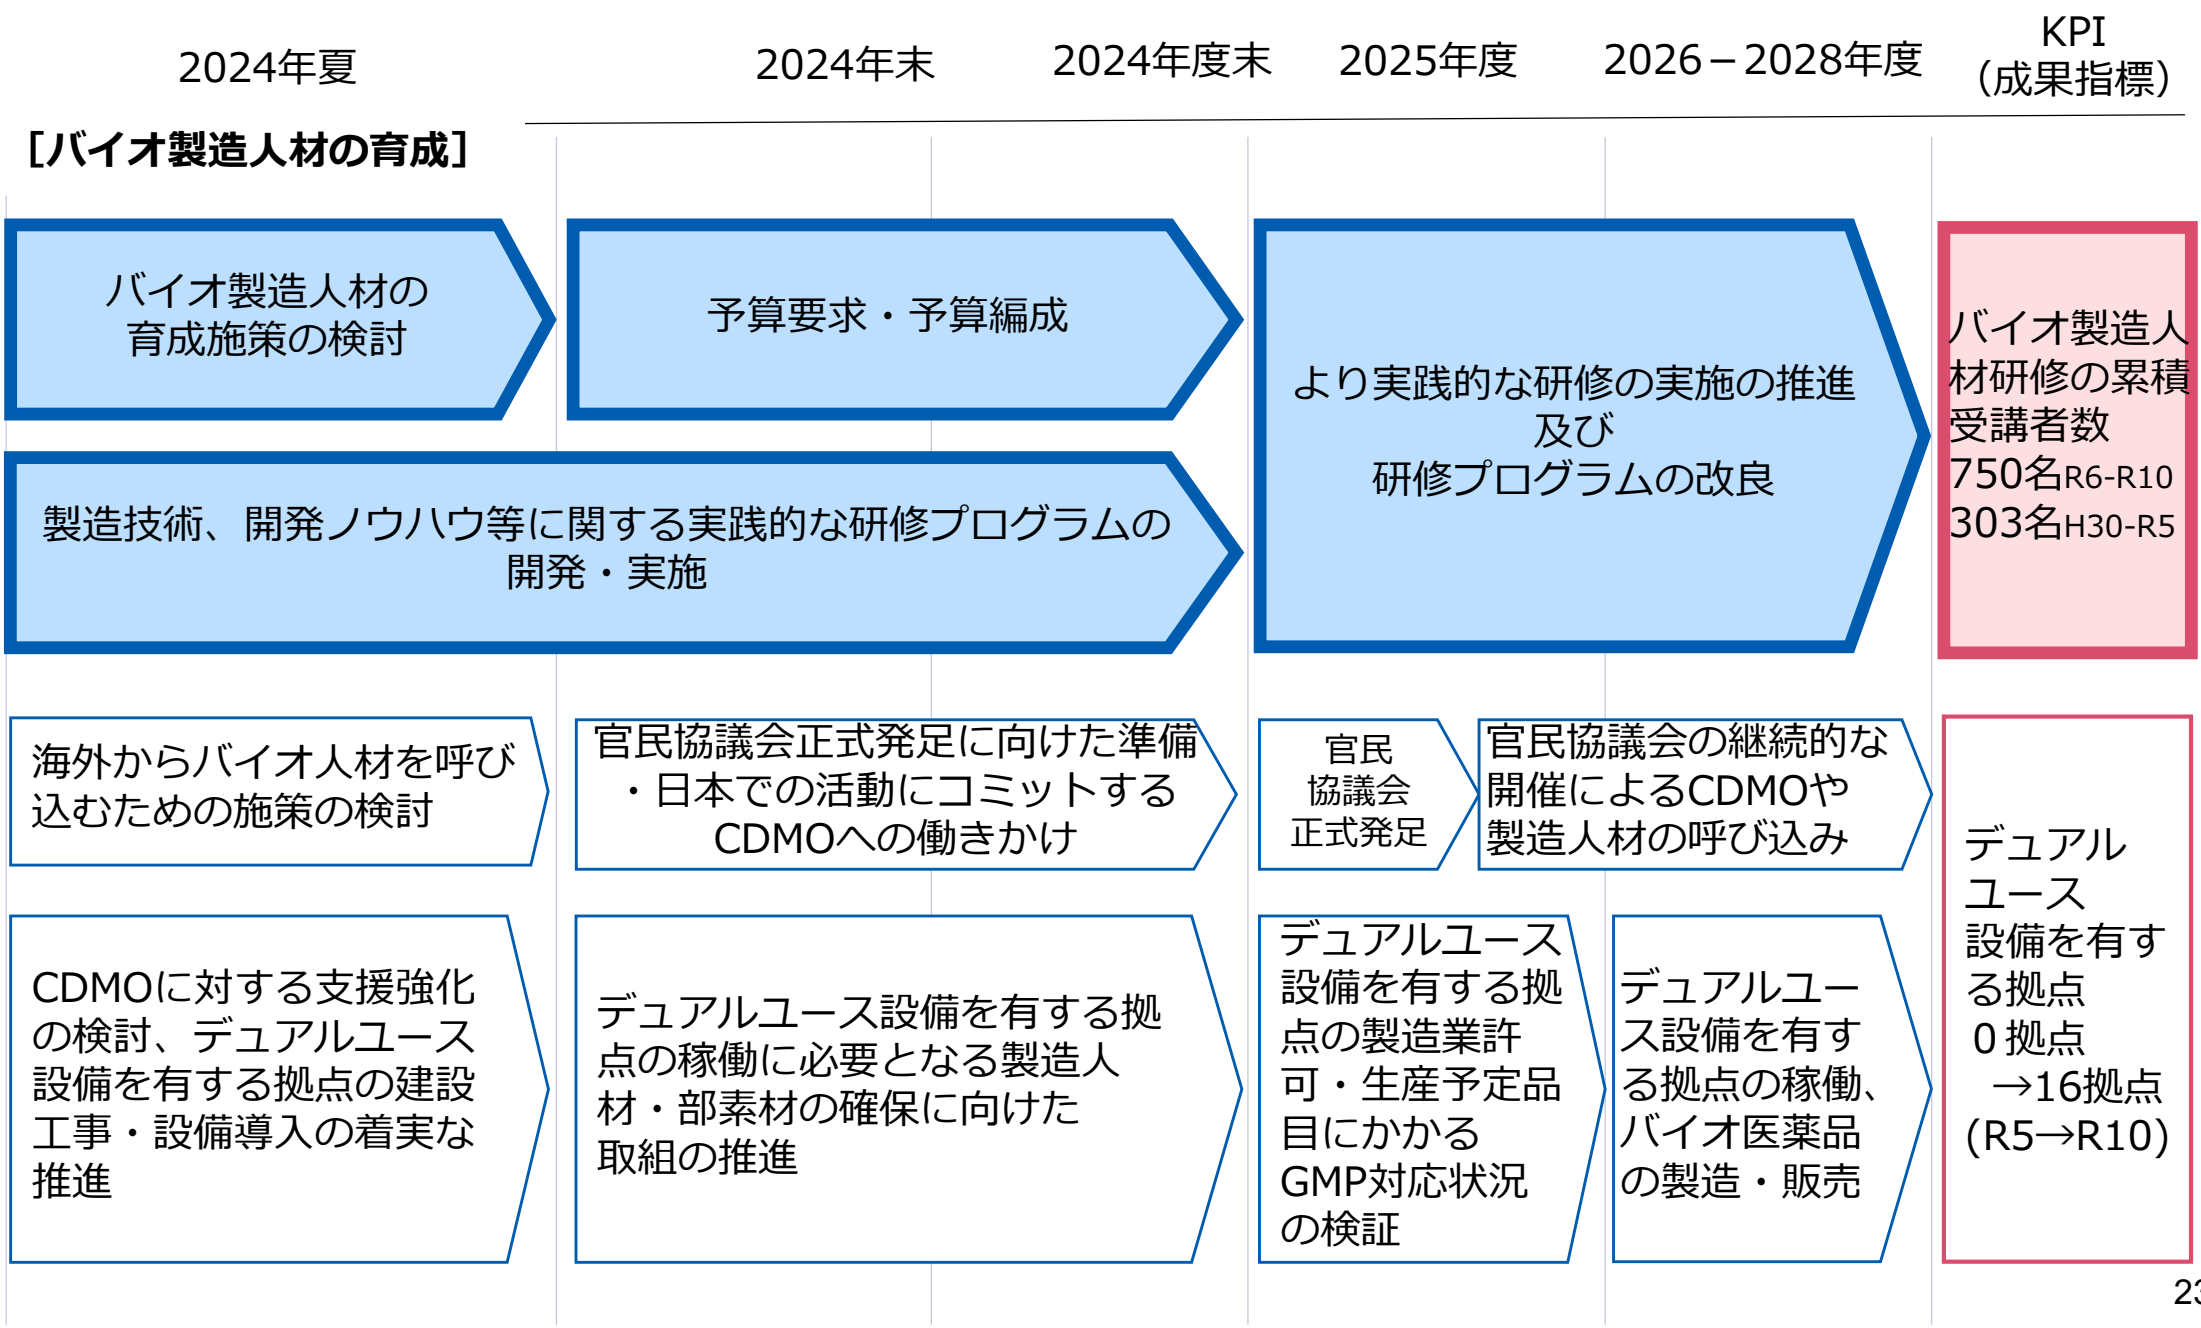 2024年夏
2024年末
2024年度末
2025年度
2026－2028年度
KPI
（成果指標）
［バイオ製造人材の育成］
バイオ製造人材の
育成施策の検討
予算要求・予算編成
より実践的な研修の実施の推進
及び
研修プログラムの改良
バイオ製造人
材研修の累積
受講者数
750名R6-R10
303名H30-R5
製造技術、開発ノウハウ等に関する実践的な研修プログラムの
開発・実施
海外からバイオ人材を呼び
込むための施策の検討
官民協議会正式発足に向けた準備
・日本での活動にコミットする
CDMOへの働きかけ
官民
協議会
正式発足
官民協議会の継続的な
開催によるCDMOや
製造人材の呼び込み
デュアル
ユース
設備を有す
る拠点
０拠点
→16拠点
(R5→R10)
CDMOに対する支援強化
の検討、デュアルユース
設備を有する拠点の建設
工事・設備導入の着実な
推進
デュアルユース設備を有する拠
点の稼働に必要となる製造人
材・部素材の確保に向けた
取組の推進
デュアルユース
設備を有する拠
点の製造業許
可・生産予定品
目にかかる
GMP対応状況
の検証
デュアルユー
ス設備を有す
る拠点の稼働、
バイオ医薬品
の製造・販売
23